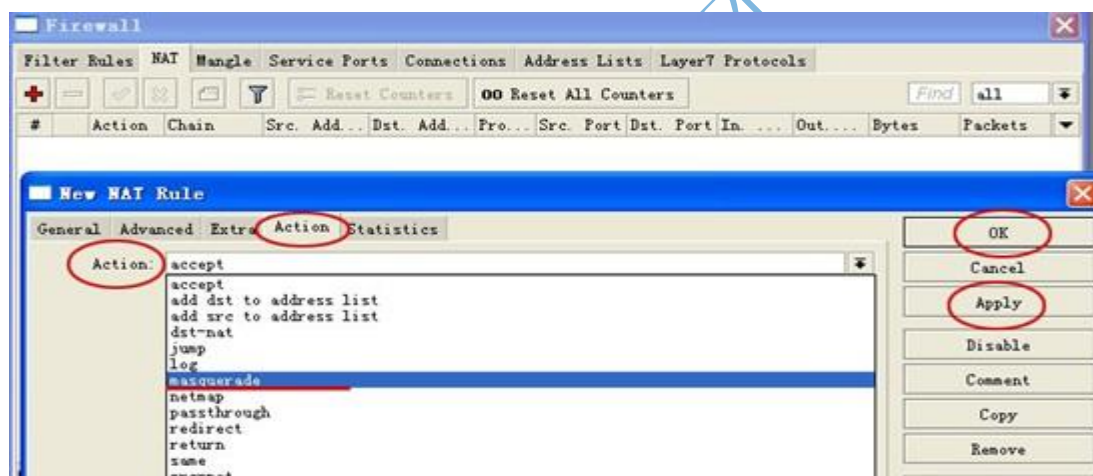 Firewall
Filter Rules NAT Mangle Service Ports Connections Address Lists Layer7 Protocols
Reset Counters 00 Reset All Counters Find all
# Action Chain Src. Add... Dst. Add... Pro... Src. Port Dst. Port In. ... Out.... Bytes Packets
New NAT Rule
General Advanced Extra Action Statistics
OK
Action: accept
Cancel
accept
add dst to address list
add src to address list
Apply
dst-nat
jump
Disable
log
masquerade
Comment
netmap
passthrough
Copy
redirect
return
Remove
same